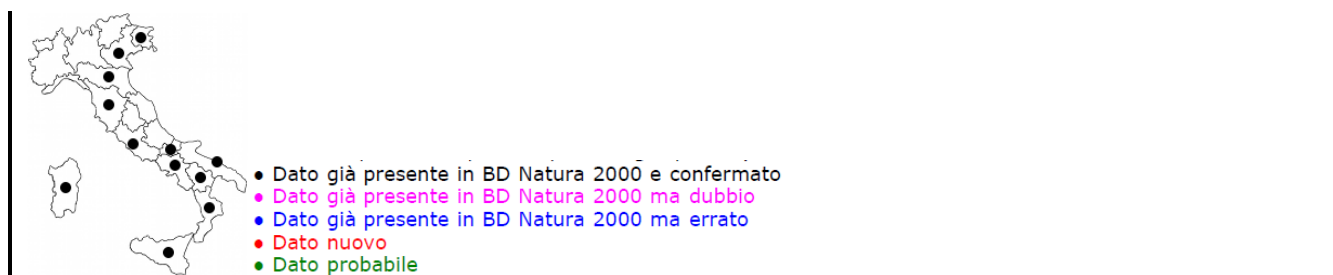 ● Dato già presente in BD Natura 2000 e confermato
● Dato già presente in BD Natura 2000 ma dubbio
● Dato già presente in BD Natura 2000 ma errato
● Dato nuovo
● Dato probabile